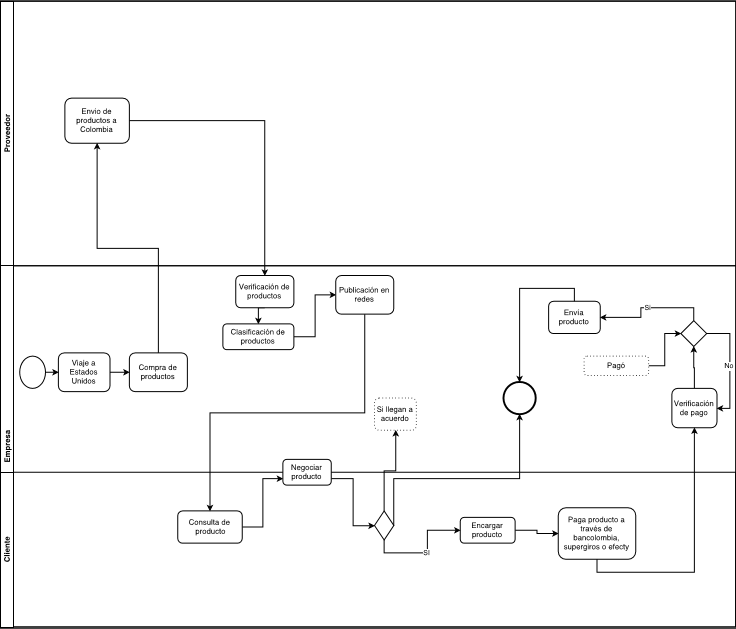 Proveedor
Envio de
productos a
Colombia
Empresa
Verificación de
productos
Publicación en
redes
Clasificación de
productos
Viaje a
Estados
Unidos
Compra de
productos
Si llegan a
acuerdo
Envia
producto
Si
Pagó
No
Verificación
de pago
Cliente
Negociar
producto
Consulta de
producto
SI
Encargar
producto
Paga producto a
través de
bancolombia,
supergiros o efecty